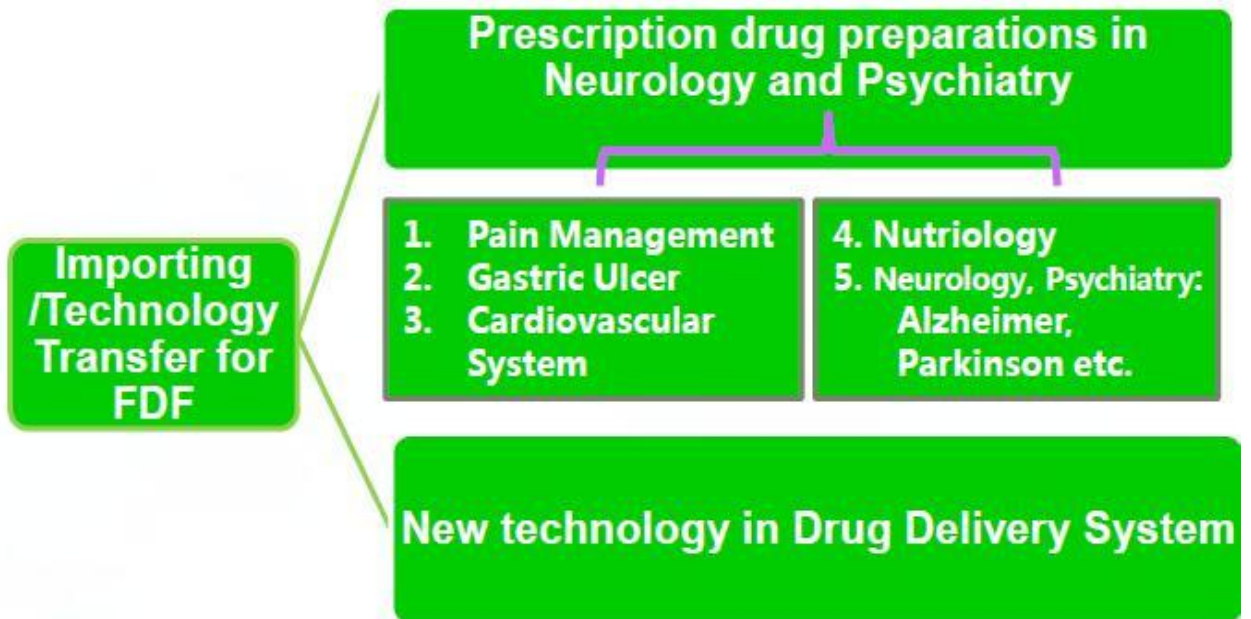 Prescription drug preparations in
Neurology and Psychiatry
1. Pain Management
2. Gastric Ulcer
3. Cardiovascular
System
4. Nutriology
5. Neurology, Psychiatry:
Alzheimer,
Parkinson etc.
Importing
/Technology
Transfer for
FDF
New technology in Drug Delivery System